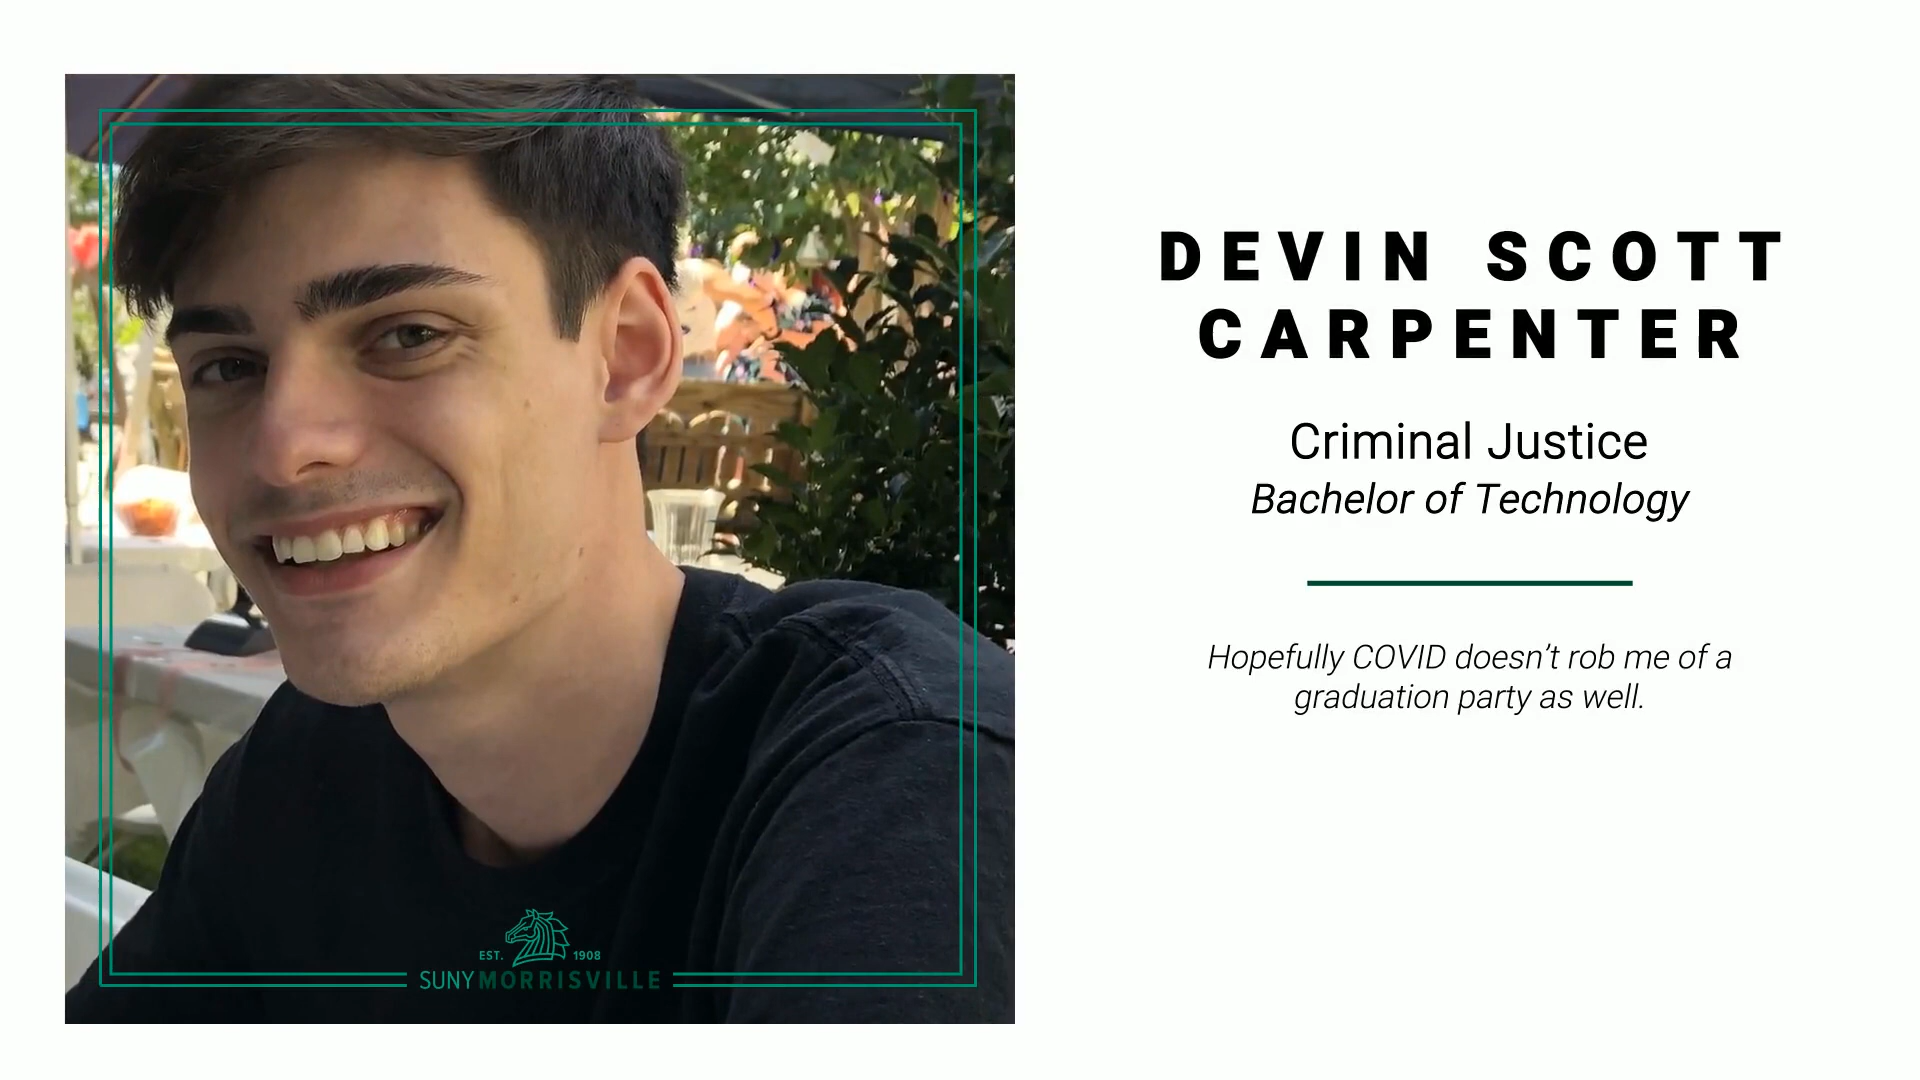 DEVIN SCOTT
CARPENTER
Criminal Justice
Bachelor of Technology
Hopefully COVID doesn’t rob me of a
graduation party as well.
EST. 1908
SUNY MORRISVILLE